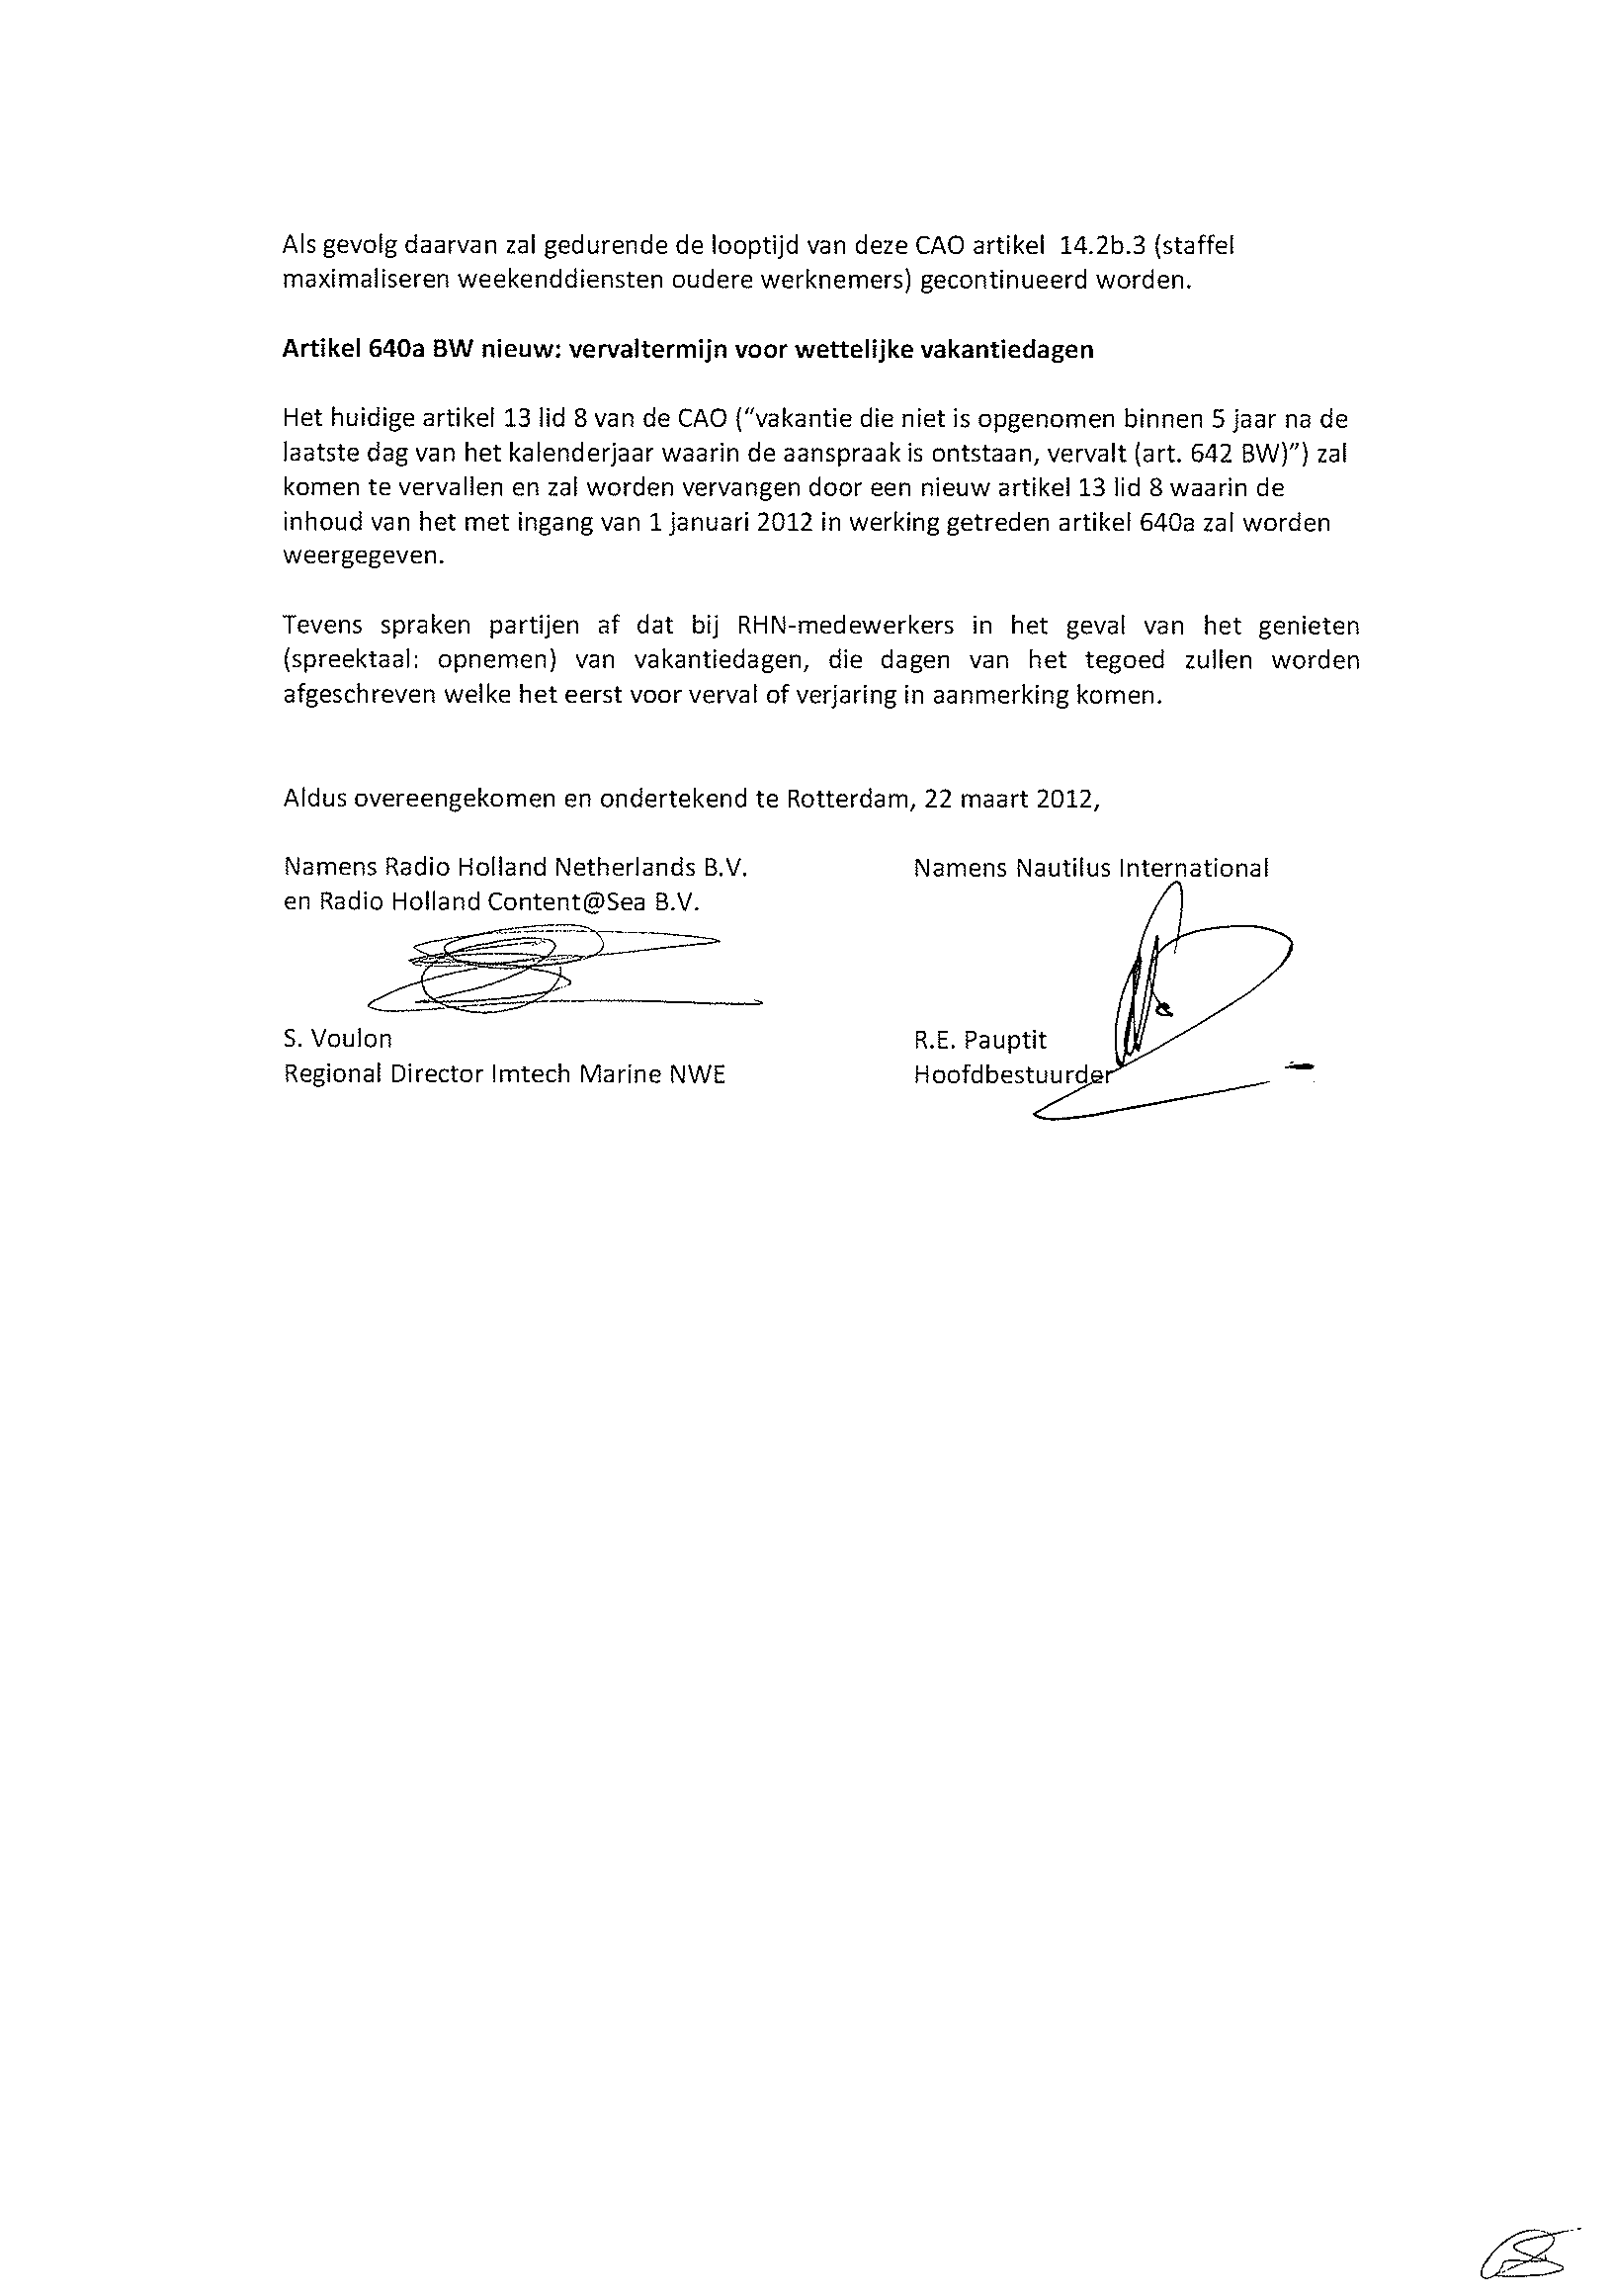 Als gevolg daarvan zal gedurende de looptijd van deze CAO artikel 14.2b.3 (staffel
maximaliseren weekenddiensten oudere werknemers) gecontinueerd worden.
Artikel 640a BW nieuw: vervaltermijn voor wettelijke vakantiedagen
Het huidige artikel 13 lid 8 van de CAO (“vakantie die niet is opgenomen binnen 5 jaar na de
laatste dag van het kalenderjaar waarin de aanspraak is ontstaan, vervalt (art. 642 BW)”) zal
komen te vervallen en zal worden vervangen door een nieuw artikel 13 lid 8 waarin de
inhoud van het met ingang van 1 januari 2012 in werking getreden artikel 640a zal worden
weergegeven.
Tevens spraken partijen af dat bij RHN-medewerkers in het geval van het genieten
(spreektaal: opnemen) van vakantiedagen, die dagen van het tegoed zullen worden
afgeschreven welke het eerst voor verval of verjaring in aanmerking komen.
Aldus overeengekomen en ondertekend te Rotterdam, 22 maart 2012,
Namens Radio Holland Netherlands B.V.
en Radio Holland Content@Sea B.V.
S. Voulon
Regional Director Imtech Marine NWE
Namens Nautilus International
R.E. Pauptit
Hoofdbestuurder